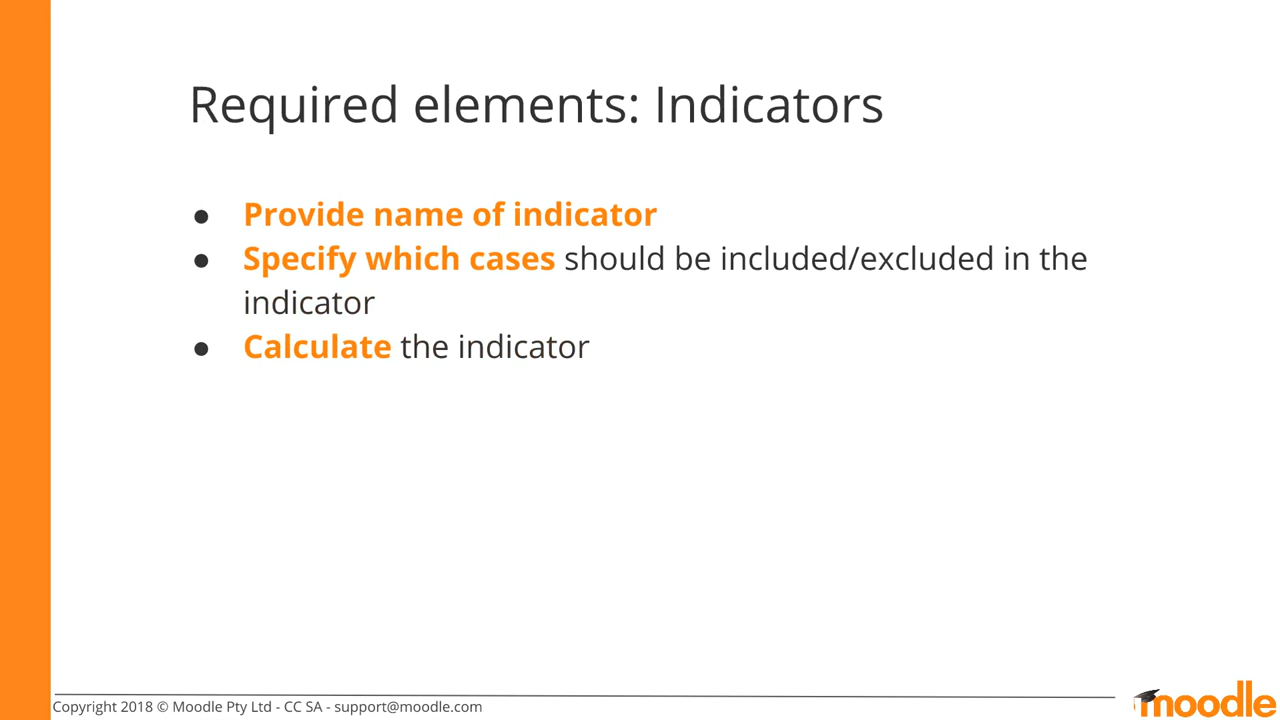 Required elements: Indicators
● Provide name of indicator
● Specify which cases should be included/excluded in the
indicator
● Calculate the indicator
Copyright 2018 © Moodle Pty Ltd - CC SA - support@moodle.com
moodle